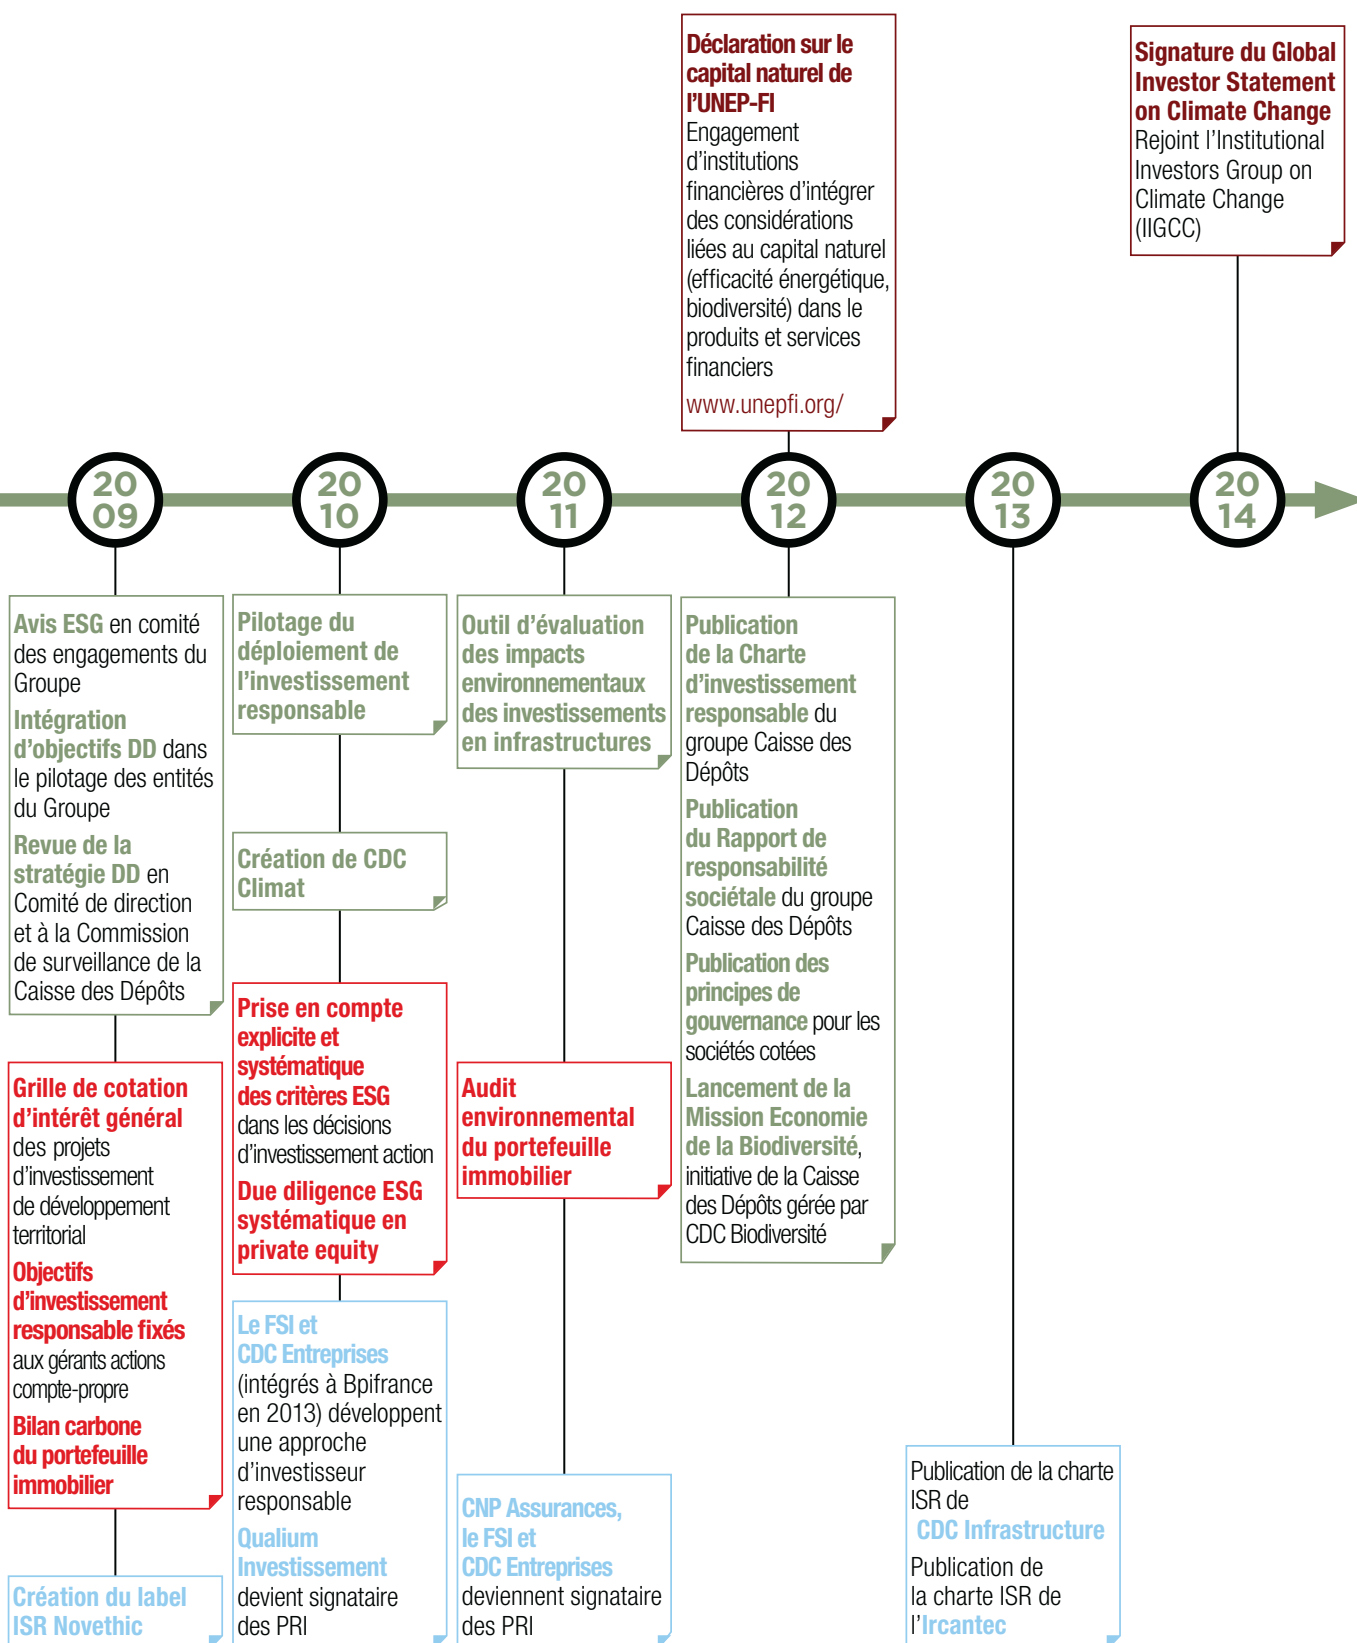 Déclaration sur le
capital naturel de
l'UNEP-FI
Engagement
d'institutions
financières d'intégrer
des considérations
liées au capital naturel
(efficacité énergétique,
biodiversité) dans le
produits et services
financiers
www.unepfi.org/
Signature du Global
Investor Statement
on Climate Change
Rejoint l'Institutional
Investors Group on
Climate Change
(IIGCC)
20
09
20
10
20
11
20
12
20
13
20
14
Avis ESG en comité
des engagements du
Groupe
Intégration
d'objectifs DD dans
le pilotage des entités
du Groupe
Revue de la
stratégie DD en
Comité de direction
et à la Commission
de surveillance de la
Caisse des Dépôts
Grille de cotation
d'intérêt général
des projets
d'investissement
de développement
territorial
Objectifs
d'investissement
responsable fixés
aux gérants actions
compte-propre
Bilan carbone
du portefeuille
immobilier
Création du label
ISR Novethic
Pilotage du
déploiement de
l'investissement
responsable
Création de CDC
Climat
Prise en compte
explicite et
systématique
des critères ESG
dans les décisions
d'investissement action
Due diligence ESG
systématique en
private equity
Le FSI et
CDC Entreprises
(intégrés à Bpifrance
en 2013) développent
une approche
d'investisseur
responsable
Qualium
Investissement
devient signataire
des PRI
Outil d'évaluation
des impacts
environnementaux
des investissements
en infrastructures
Audit
environnemental
du portefeuille
immobilier
CNP Assurances,
le FSI et
CDC Entreprises
deviennent signataire
des PRI
Publication
de la Charte
d'investissement
responsable du
groupe Caisse des
Dépôts
Publication
du Rapport de
responsabilité
sociétale du groupe
Caisse des Dépôts
Publication des
principes de
gouvernance pour les
sociétés cotées
Lancement de la
Mission Economie
de la Biodiversité,
initiative de la Caisse
des Dépôts gérée par
CDC Biodiversité
Publication de la charte
ISR de
CDC Infrastructure
Publication de
la charte ISR de
l'Ircantec